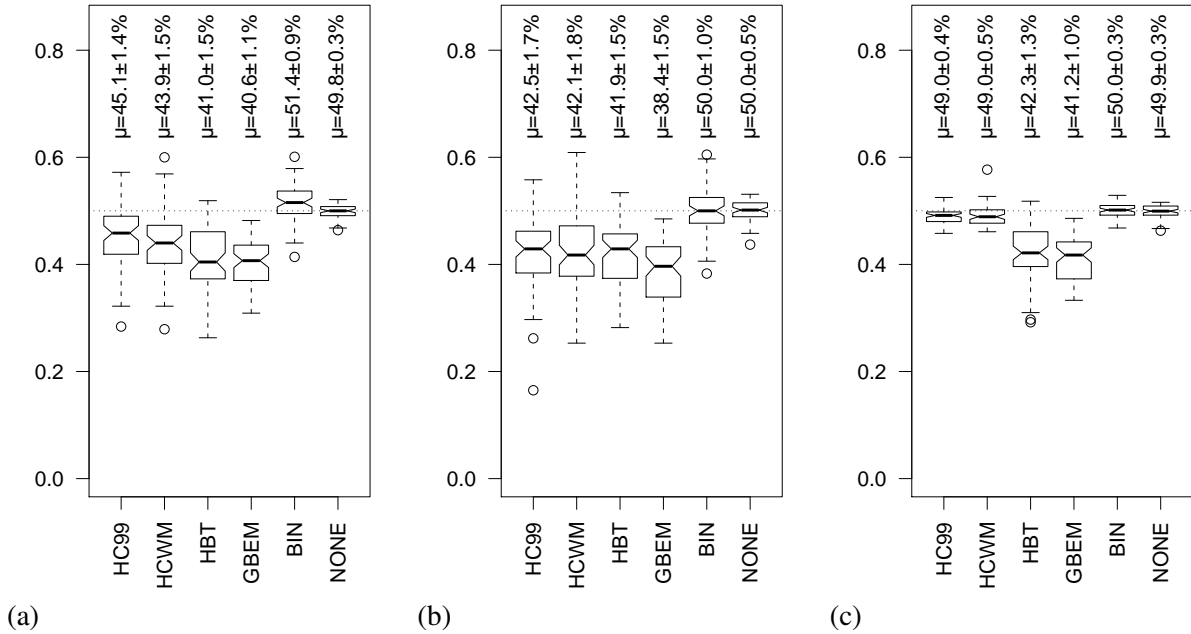 0.8
0.6
0.4
0.2
0.0
μ=45.1±1.4%
μ=43.9±1.5%
μ=41.0±1.5%
μ=40.6±1.1%
μ=51.4±0.9%
μ=49.8±0.3%
HC99
HCWM
HBT
GBEM
BIN
NONE
(a)
0.8
0.6
0.4
0.2
0.0
μ=42.5±1.7%
μ=42.1±1.8%
μ=41.9±1.5%
μ=38.4±1.5%
μ=50.0±1.0%
μ=50.0±0.5%
HC99
HCWM
HBT
GBEM
BIN
NONE
(b)
0.8
0.6
0.4
0.2
0.0
μ=49.0±0.4%
μ=49.0±0.5%
μ=42.3±1.3%
μ=41.2±1.0%
μ=50.0±0.3%
μ=49.9±0.3%
HC99
HCWM
HBT
GBEM
BIN
NONE
(c)